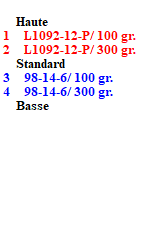 Haute
1 L1092-12-P/ 100 gr.
2 L1092-12-P/ 300 gr.
Standard
3 98-14-6/ 100 gr.
4 98-14-6/ 300 gr.
Basse